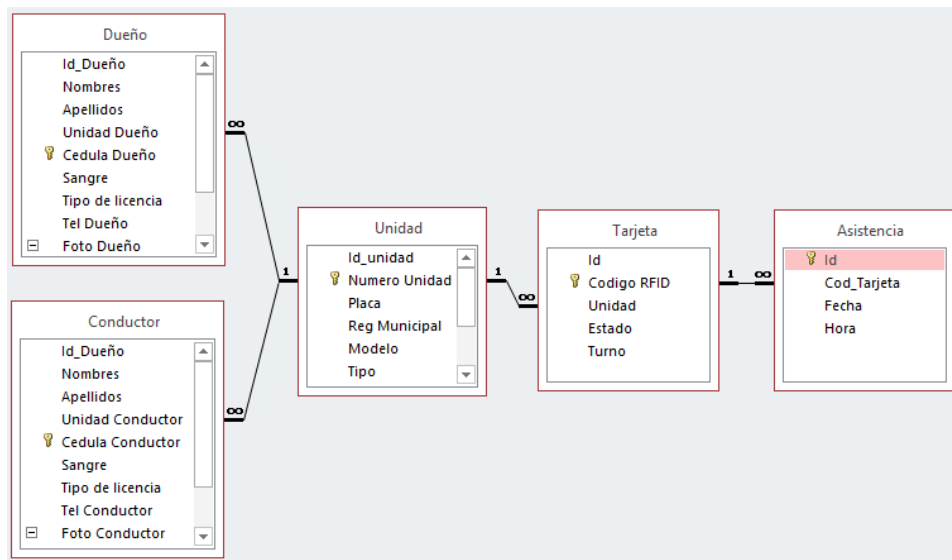 Dueño
Id_Dueño
Nombres
Apellidos
Unidad Dueño
Cedula Dueño
Sangre
Tipo de licencia
Tel Dueño
Foto Dueño
∞
Conductor
Id_Dueño
Nombres
Apellidos
Unidad Conductor
Cedula Conductor
Sangre
Tipo de licencia
Tel Conductor
Foto Conductor
∞
1
Unidad
Id_unidad
Numero Unidad
Placa
Reg Municipal
Modelo
Tipo
1
∞
Tarjeta
Id
Codigo RFID
Unidad
Estado
Turno
1
∞
Asistencia
Id
Cod_Tarjeta
Fecha
Hora